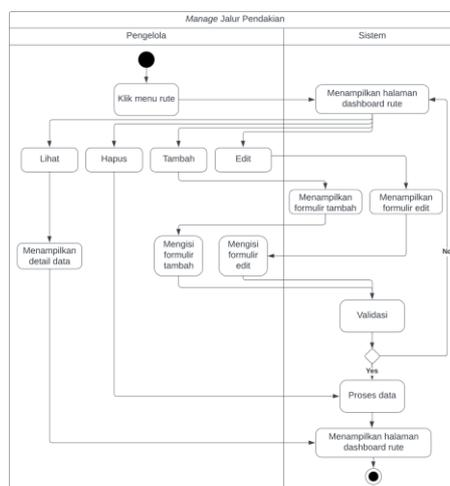 Manage Jalur Pendakian
Pengelola
Sistem
Klik menu rute
Menampilkan halaman
dashboard rute
Lihat
Hapus
Tambah
Edit
Menampilkan
formulir tambah
Menampilkan
formulir edit
Menampilkan
detail data
Mengisi
formulir
tambah
Mengisi
formulir
edit
No
Validasi
Yes
Proses data
Menampilkan halaman
dashboard rute